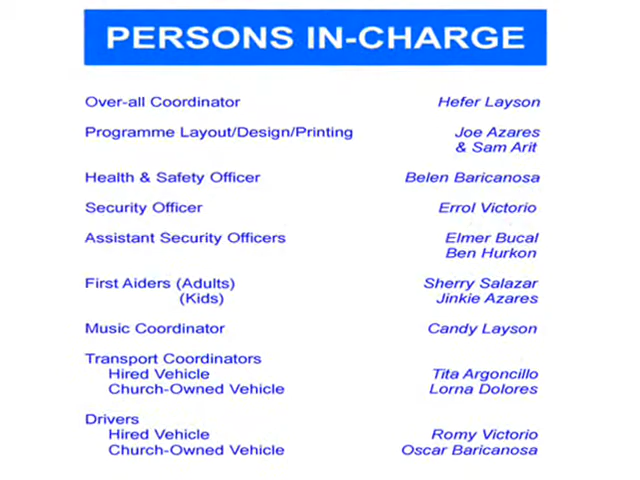 PERSONS IN-CHARGE
Over-all Coordinator Hefer Layson
Programme Layout/Design/Printing Joe Azares
& Sam Arit
Health & Safety Officer Belen Baricanosa
Security Officer Errol Victorio
Assistant Security Officers Elmer Bucal
Ben Hurkon
First Aiders (Adults) Sherry Salazar
(Kids) Jinkie Azares
Music Coordinator Candy Layson
Transport Coordinators
Hired Vehicle Tita Argoncillo
Church-Owned Vehicle Lorna Dolores
Drivers
Hired Vehicle Romy Victorio
Church-Owned Vehicle Oscar Baricanosa